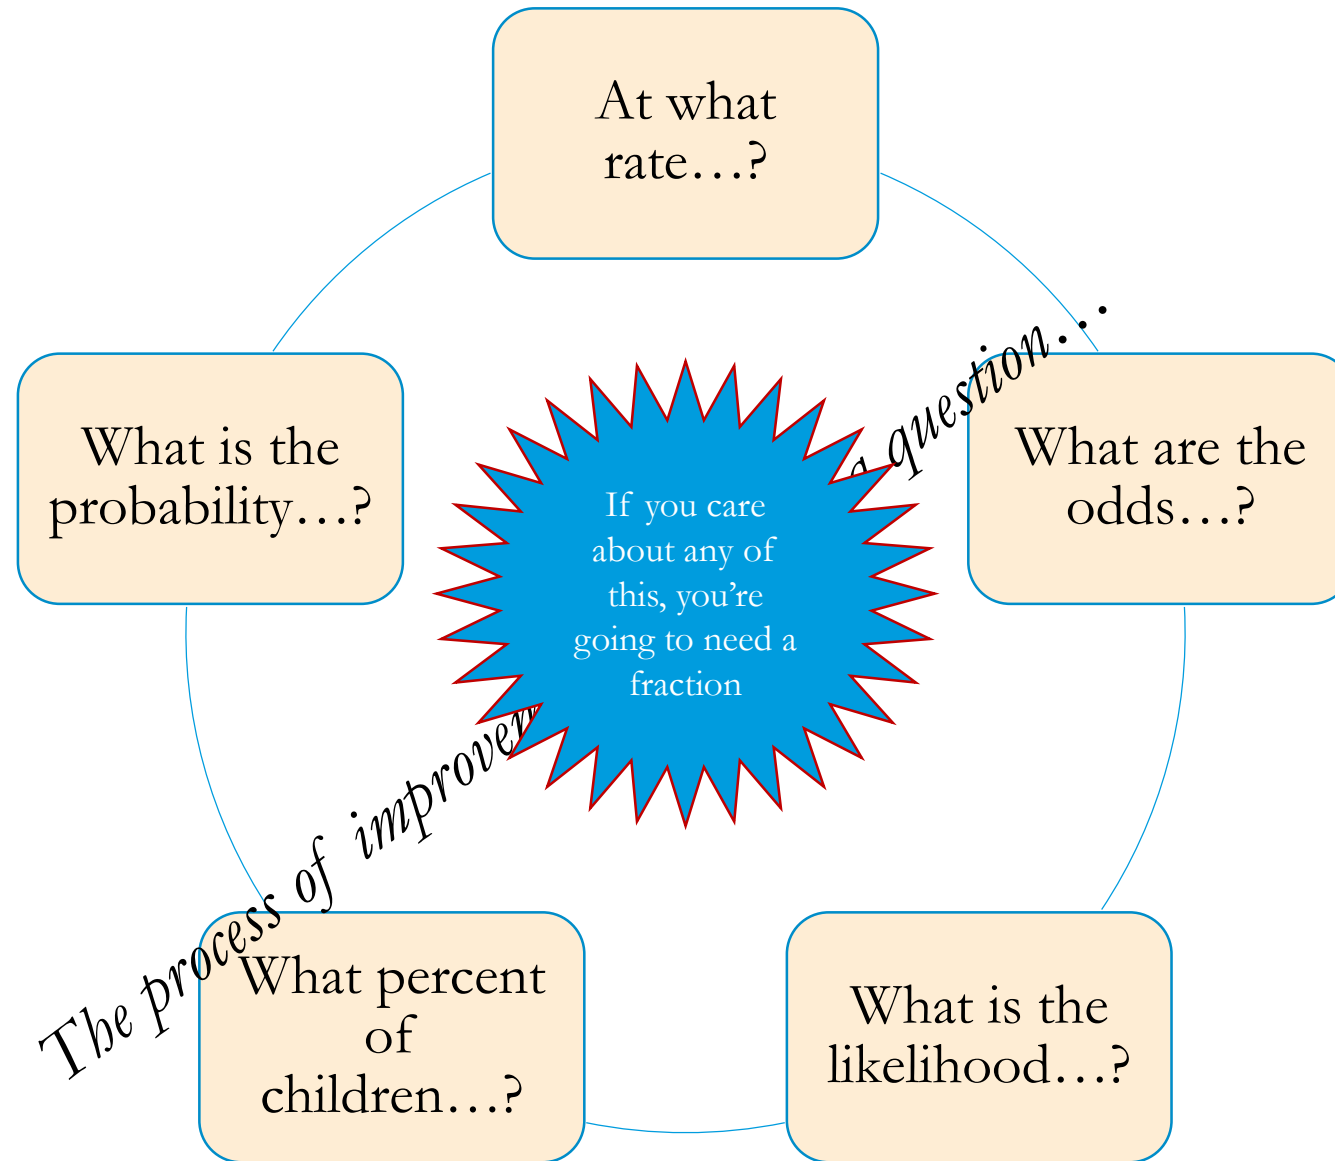 At what
rate…?
What is the
probability…?
What are the
odds…?
If you care
about any of
this, you're
going to need a
fraction
The process of question…
What percent
of
children…?
What is the
likelihood…?